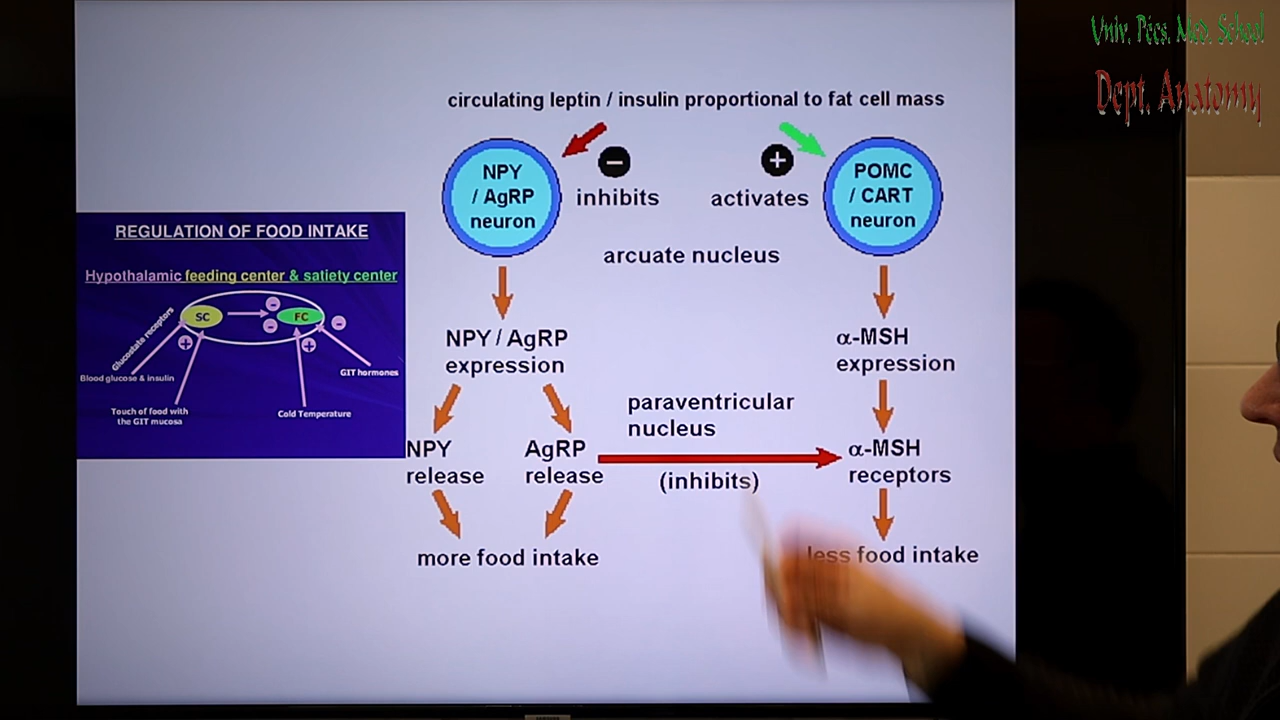 Univ. Pécs. Med. School
Dept. Anatomy
circulating leptin / insulin proportional to fat cell mass
NPY
/ AgRP
neuron
−
inhibits
+
activates
POMC
/ CART
neuron
arcuate nucleus
NPY / AgRP
expression
α-MSH
expression
paraventricular
nucleus
NPY
release
AgRP
release
(inhibits)
α-MSH
receptors
more food intake
less food intake
REGULATION OF FOOD INTAKE
Hypothalamic feeding center & satiety center
Glucostate receptors
SC
-
-
FC
-
+
+
Blood glucose & insulin
GIT hormones
Touch of food with
the GIT mucosa
Cold Temperature